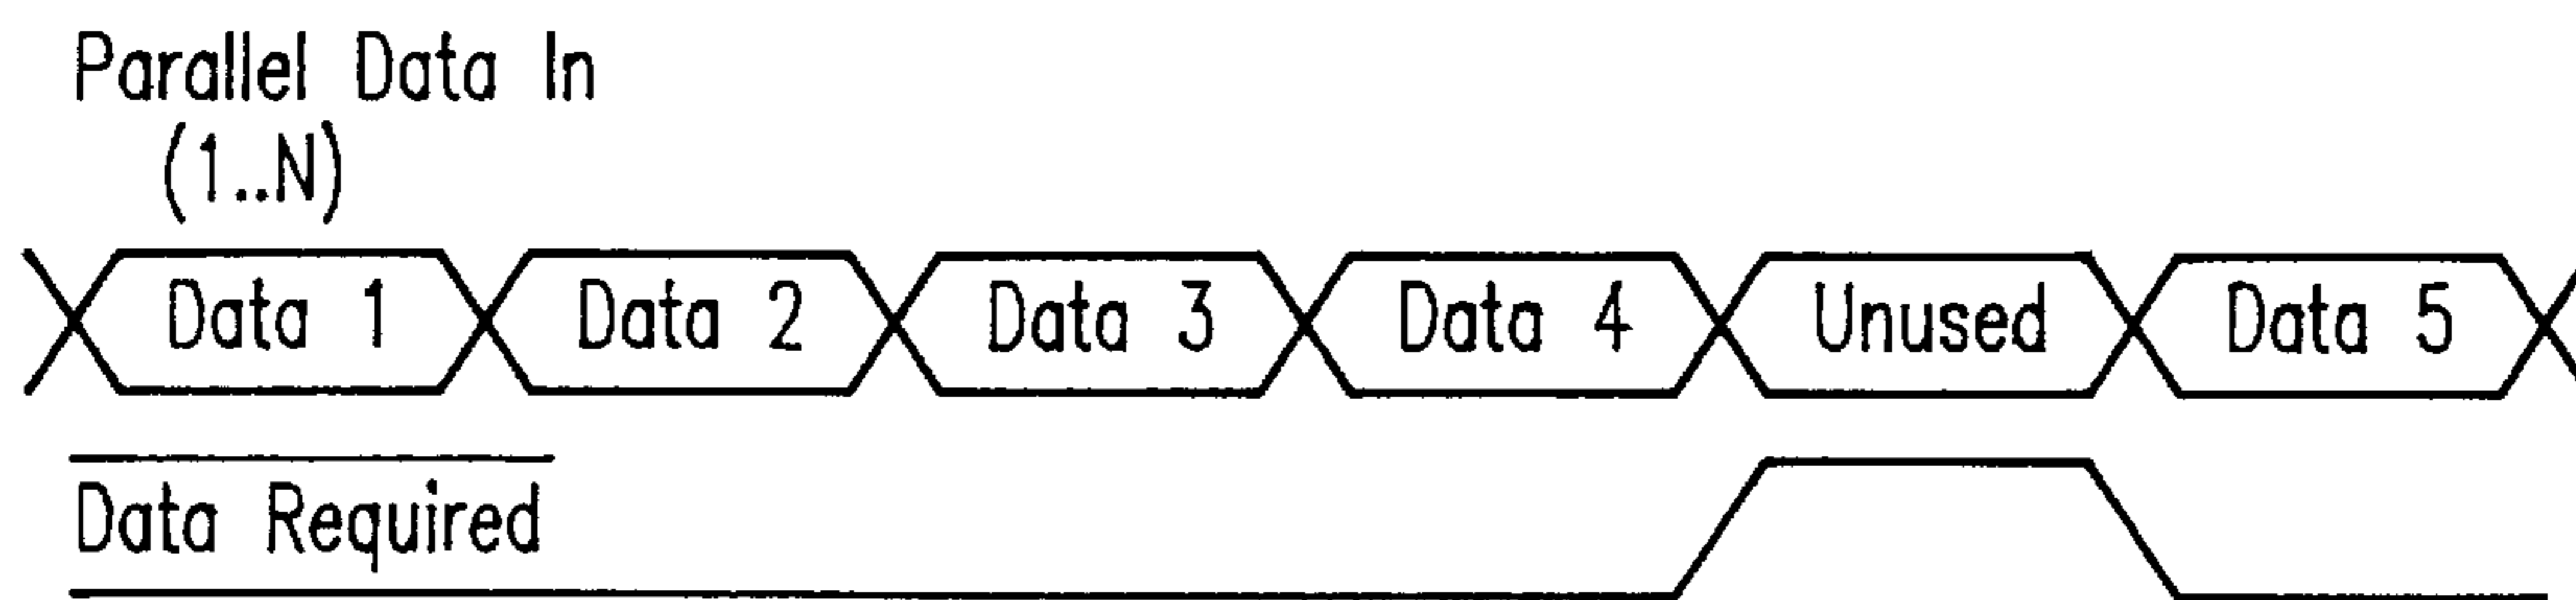 Parallel Data In
(1..N)
Data 1 Data 2 Data 3 Data 4 Unused Data 5
Data Required